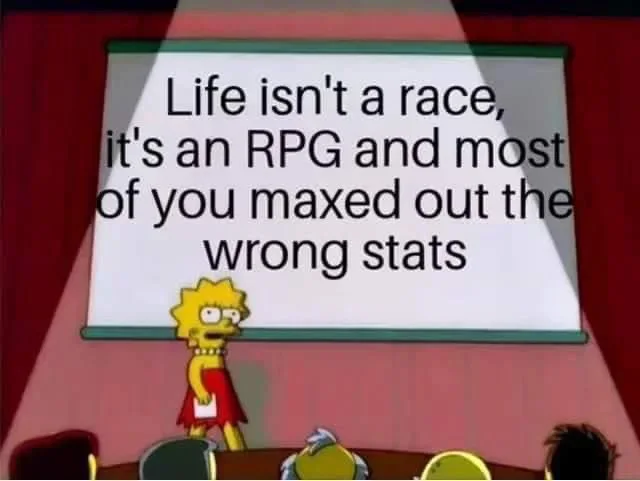 Life isn't a race,
it's an RPG and most
of you maxed out the
wrong stats